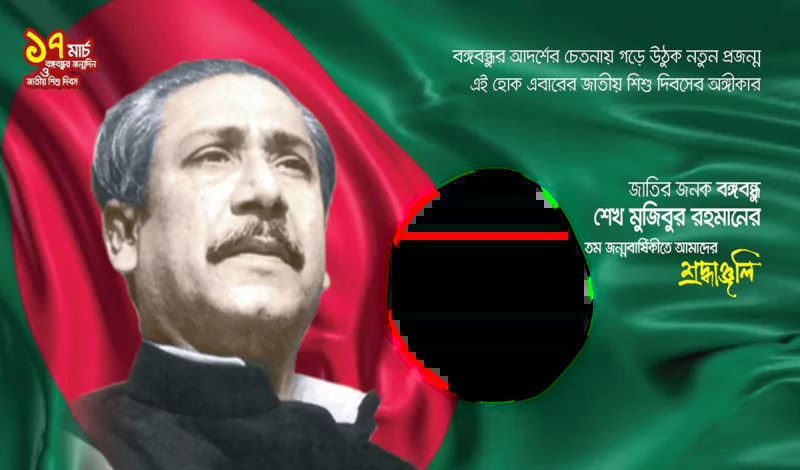 ১৭ মার্চ
বঙ্গবন্ধুর জন্মদিন
ও
জাতীয় শিশু দিবস
বঙ্গবন্ধুর আদর্শের চেতনায় গড়ে উঠুক নতুন প্রজন্ম
এই হোক এবারের জাতীয় শিশু দিবসের অঙ্গীকার
জাতির জনক বঙ্গবন্ধু
শেখ মুজিবুর রহমানের
তম জন্মবার্ষিকীতে আমাদের
শ্রদ্ধাঞ্জলি